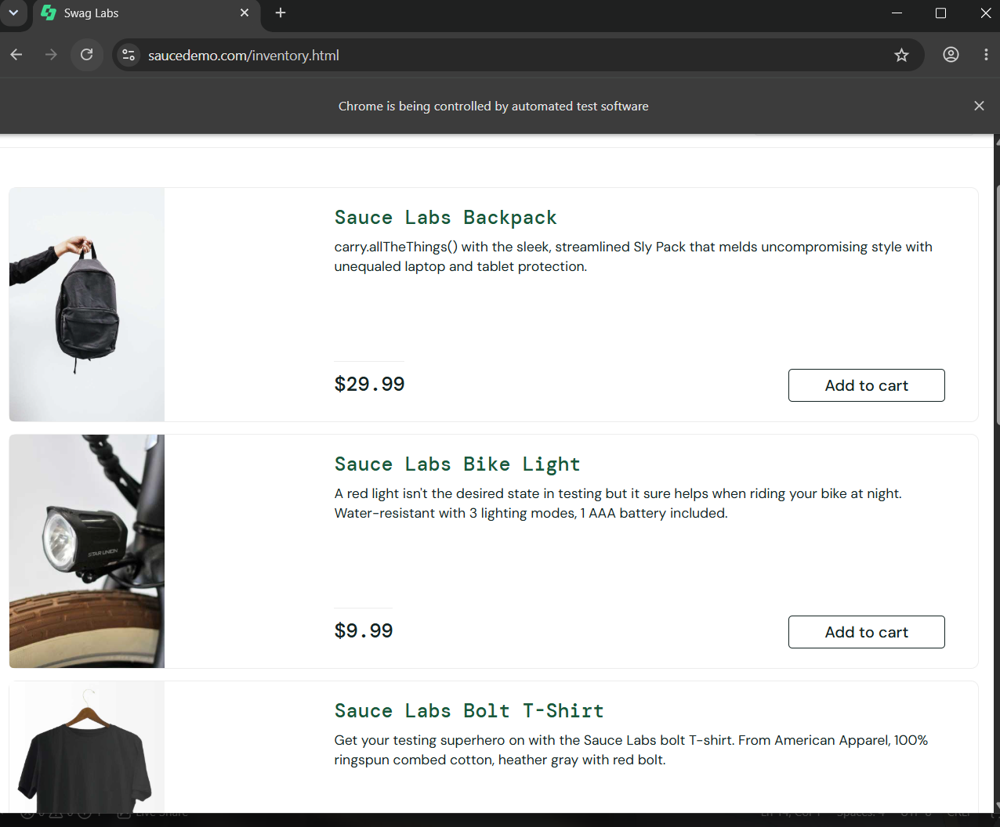 Swag Labs
saucedemo.com/inventory.html
Chrome is being controlled by automated test software
Sauce Labs Backpack
carry.allTheThings() with the sleek, streamlined Sly Pack that melds uncompromising style with
unequaled laptop and tablet protection.
$29.99
Add to cart
Sauce Labs Bike Light
A red light isn't the desired state in testing but it sure helps when riding your bike at night.
Water-resistant with 3 lighting modes, 1 AAA battery included.
STAR UNION
$9.99
Add to cart
Sauce Labs Bolt T-Shirt
Get your testing superhero on with the Sauce Labs bolt T-shirt. From American Apparel, 100%
ringspun combed cotton, heather gray with red bolt.
Live Share